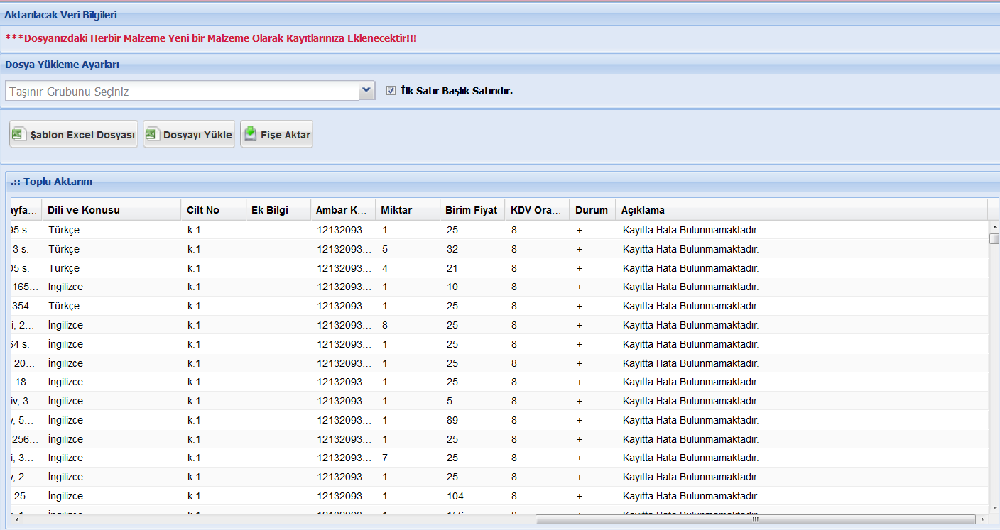 Aktarılacak Veri Bilgileri
***Dosyanızdaki Herbir Malzeme Yeni bir Malzeme Olarak Kayıtlarınıza Eklenecektir!!!
Dosya Yükleme Ayarları
Taşınır Grubunu Seçiniz İlk Satır Başlık Satırıdır.
Şablon Excel Dosyası Dosyayı Yükle Fişe Aktar
.:: Toplu Aktarım
ayfa... Dili ve Konusu Cilt No Ek Bilgi Ambar K... Miktar Birim Fiyat KDV Ora... Durum Açıklama
95 s. Türkçe k.1 12132093... 1 25 8 + Kayıtta Hata Bulunmamaktadır.
3 s. Türkçe k.1 12132093... 5 32 8 + Kayıtta Hata Bulunmamaktadır.
05 s. Türkçe k.1 12132093... 4 21 8 + Kayıtta Hata Bulunmamaktadır.
165... İngilizce k.1 12132093... 1 10 8 + Kayıtta Hata Bulunmamaktadır.
354... Türkçe k.1 12132093... 1 25 8 + Kayıtta Hata Bulunmamaktadır.
i, 2... İngilizce k.1 12132093... 8 25 8 + Kayıtta Hata Bulunmamaktadır.
64 s. İngilizce k.1 12132093... 1 25 8 + Kayıtta Hata Bulunmamaktadır.
20... İngilizce k.1 12132093... 1 25 8 + Kayıtta Hata Bulunmamaktadır.
18... İngilizce k.1 12132093... 1 25 8 + Kayıtta Hata Bulunmamaktadır.
iv, 3... İngilizce k.1 12132093... 1 5 8 + Kayıtta Hata Bulunmamaktadır.
, 5... İngilizce k.1 12132093... 1 89 8 + Kayıtta Hata Bulunmamaktadır.
256... İngilizce k.1 12132093... 1 25 8 + Kayıtta Hata Bulunmamaktadır.
i, 3... İngilizce k.1 12132093... 7 25 8 + Kayıtta Hata Bulunmamaktadır.
, 2... İngilizce k.1 12132093... 1 25 8 + Kayıtta Hata Bulunmamaktadır.
25... İngilizce k.1 12132093... 1 104 8 + Kayıtta Hata Bulunmamaktadır.
İngilizce k.1 12132093... 1 156 8 + Kayıtta Hata Bulunmamaktadır.